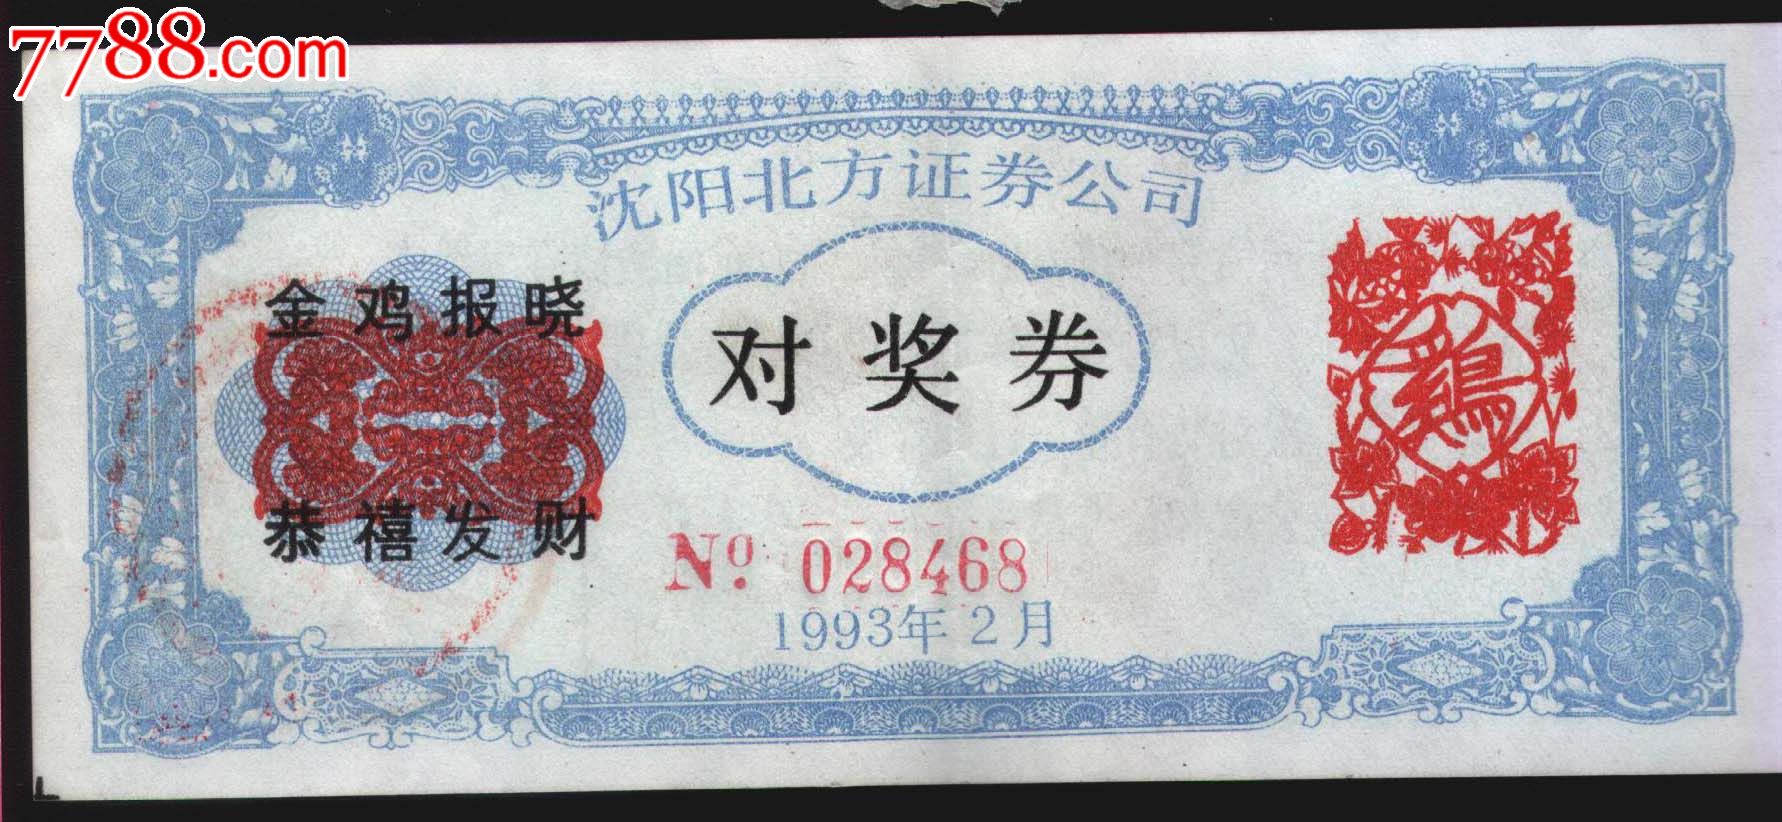 7788.com
沈阳北方证券公司
金鸡报晓
对奖券
鷄
恭禧发财
Nº 028468
1993年2月